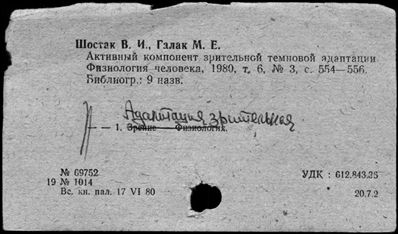 Шостак В. И., Галак М. Е.
Активный компонент зрительной темновой адаптации
Физиология человека, 1980, т. 6, № 3, с. 554—556.
Библиогр.: 9 назв.
Адаптация зрительная
— 1. Зрение — Физиология.
№ 69752
19 № 1014
Вс. кн. пал. 17 VI 80
УДК : 612.843.35
20.7.2